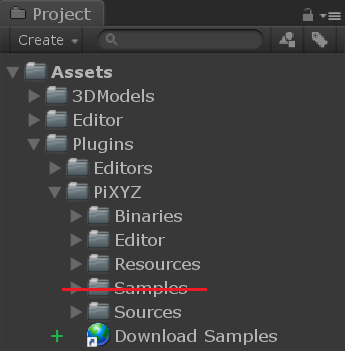 Project
Create
Assets
3DModels
Editor
Plugins
Editors
PiXYZ
Binaries
Editor
Resources
Samples
Sources
Download Samples